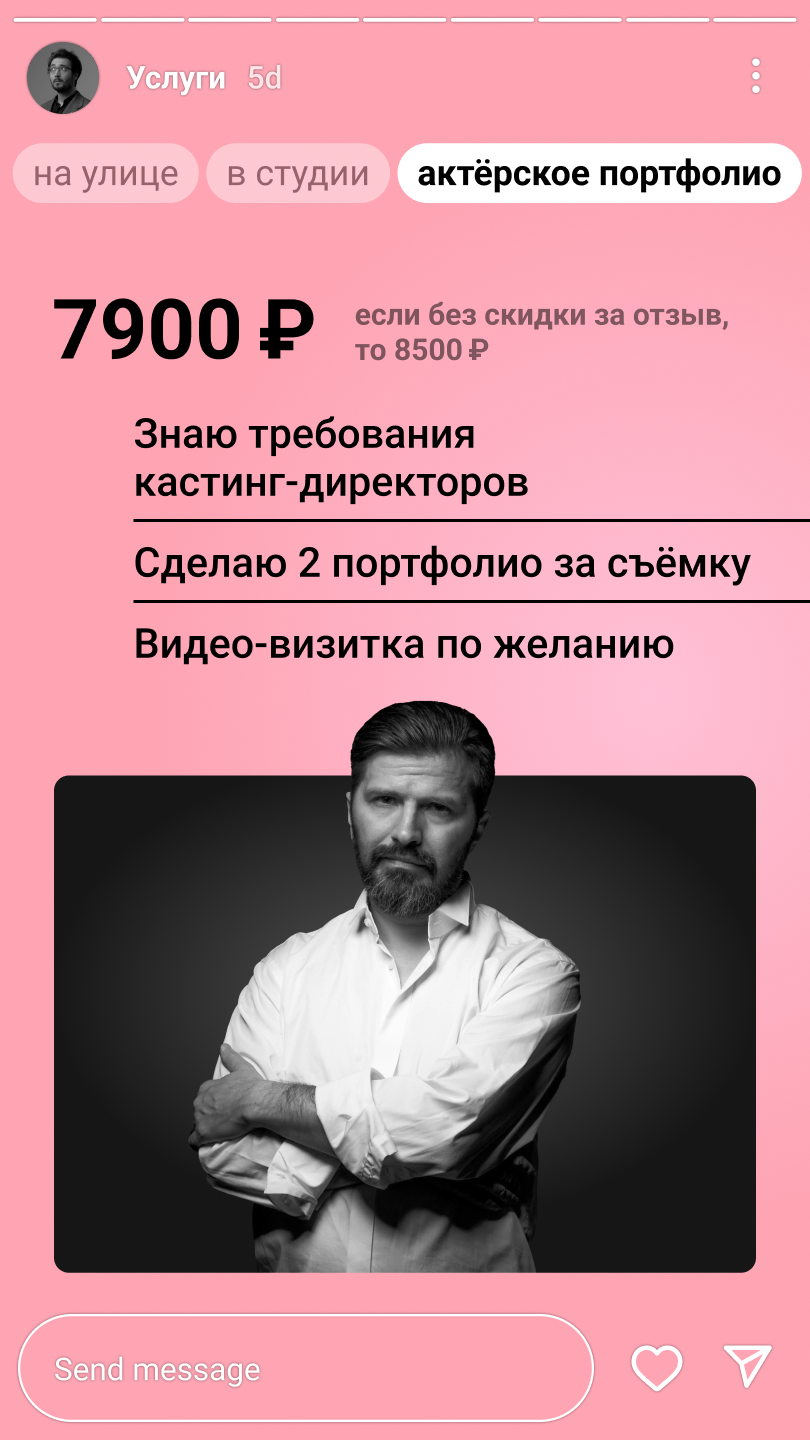 Услуги 5d
на улице в студии актёрское портфолио
7900 ₽
если без скидки за отзыв,
то 8500 ₽
Знаю требования
кастинг-директоров
Сделаю 2 портфолио за съёмку
Видео-визитка по желанию
Send message